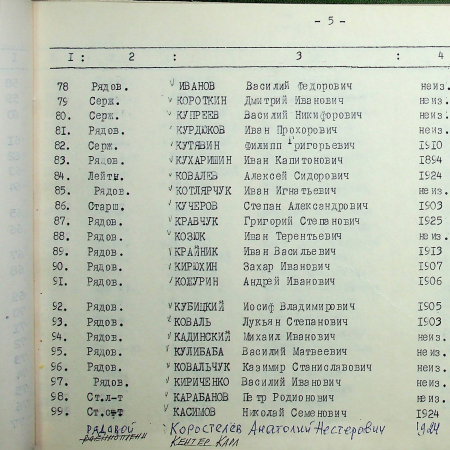 - 5 -
I : 2 : 3 : 4
78 Рядов. ИВАНОВ Василий Федорович неиз.
79 Серж. КОРОТКИН Дмитрий Иванович неиз.
80. Серж. КУПРЕЕВ Василий Никифорович неиз.
81. Рядов. КУРДЮКОВ Иван Прохорович неиз.
82. Серж. КУТЯВИН Филипп Григорьевич 1910
83. Рядов. КУХАРИШИН Иван Капитонович 1894
84. Лейты. КОВАЛЕВ Алексей Сидорович 1924
85. Рядов. КОТЛЯРЧУК Иван Игнатьевич неиз.
86. Старш. КУЧЕРОВ Степан Александрович 1903
87. Рядов. КРАВЧУК Григорий Степанович 1925
88. Рядов. КОЗЮК Иван Терентьевич неиз.
89. Рядов. КРАЙНИК Иван Васильевич 1913
90. Рядов. КИРЮХИН Захар Иванович 1907
91. Рядов. КОШУРИН Андрей Иванович 1906
92. Рядов. КУБИЦКИЙ Иосиф Владимирович 1905
93. Рядов. КОВАЛЬ Лукьян Степанович 1903
94. Рядов. КАДИНСКИЙ Михаил Иванович неиз.
95. Рядов. КУЛИБАБА Василий Матвеевич неиз.
96. Рядов. КОВАЛЬЧУК Казимир Станиславович неиз.
97. Рядов. КИРИЧЕНКО Василий Иванович неиз.
98. Ст.л-т КАРАБАНОВ Петр Родионович неиз.
99. КАСИМОВ Николай Семенович 1924
рядовой Коростелёв Анатолий Нестерович 1924
Кентер Карл